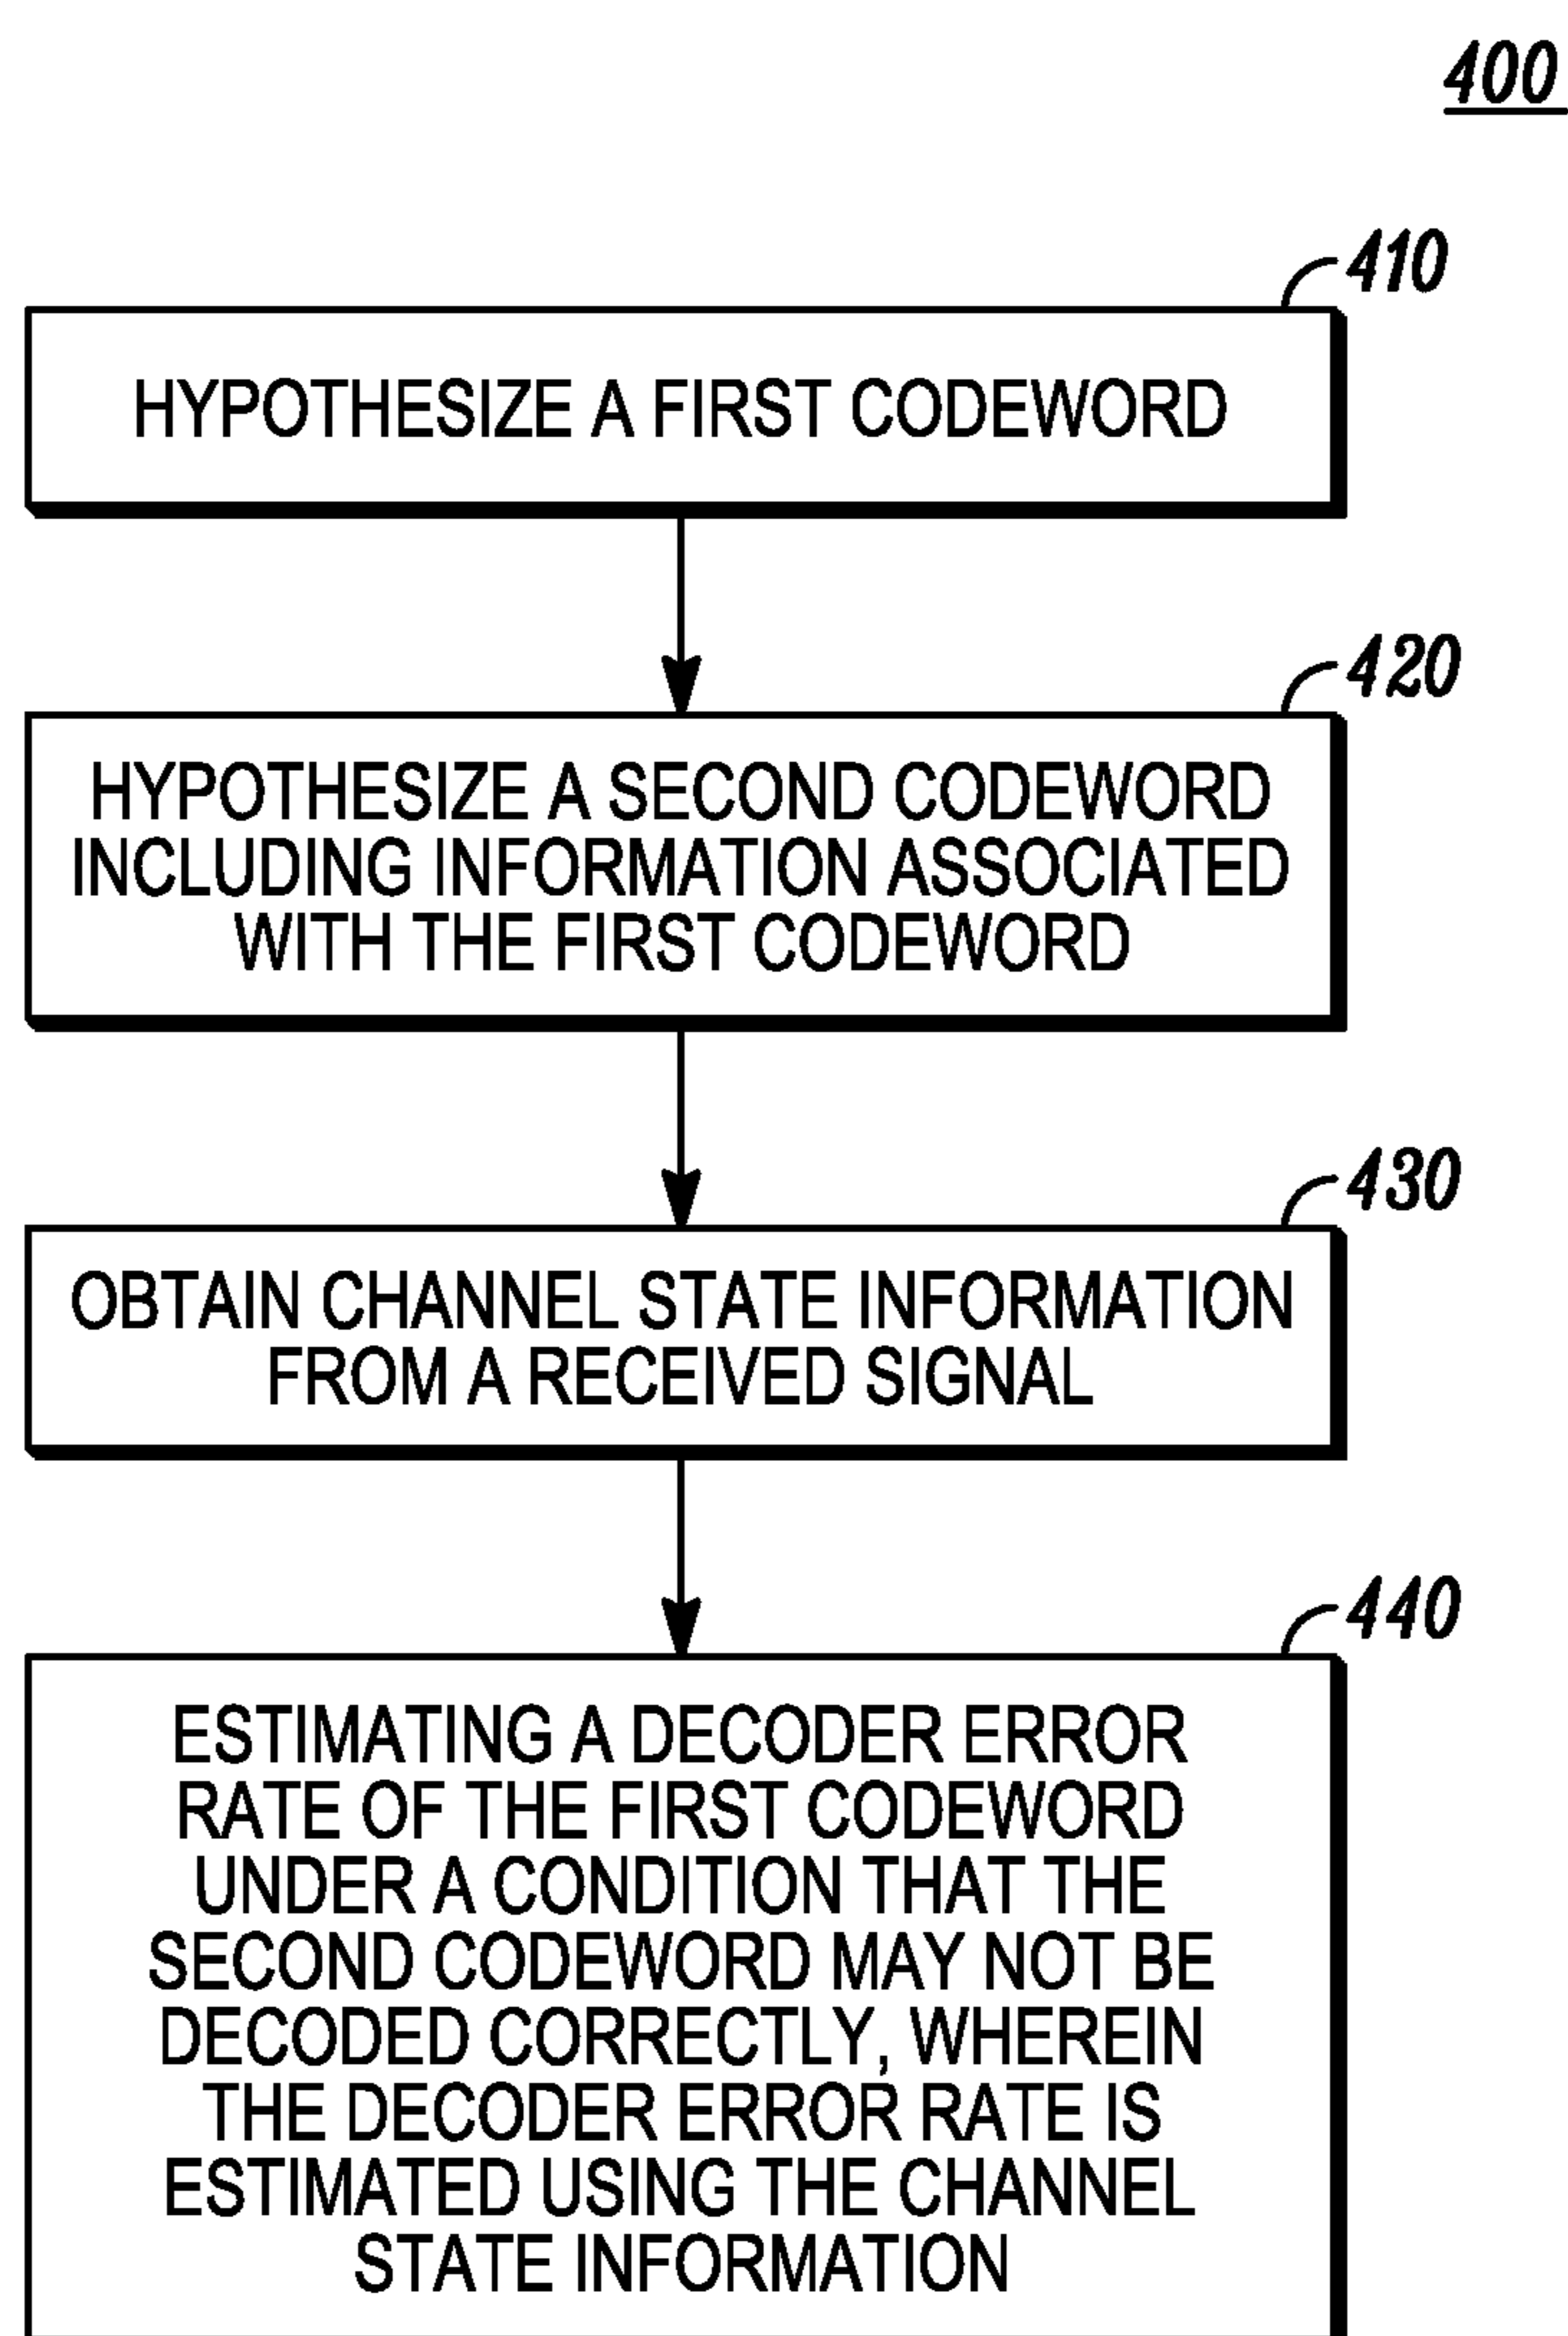 400
410
HYPOTHESIZE A FIRST CODEWORD
420
HYPOTHESIZE A SECOND CODEWORD
INCLUDING INFORMATION ASSOCIATED
WITH THE FIRST CODEWORD
430
OBTAIN CHANNEL STATE INFORMATION
FROM A RECEIVED SIGNAL
440
ESTIMATING A DECODER ERROR
RATE OF THE FIRST CODEWORD
UNDER A CONDITION THAT THE
SECOND CODEWORD MAY NOT BE
DECODED CORRECTLY, WHEREIN
THE DECODER ERROR RATE IS
ESTIMATED USING THE CHANNEL
STATE INFORMATION